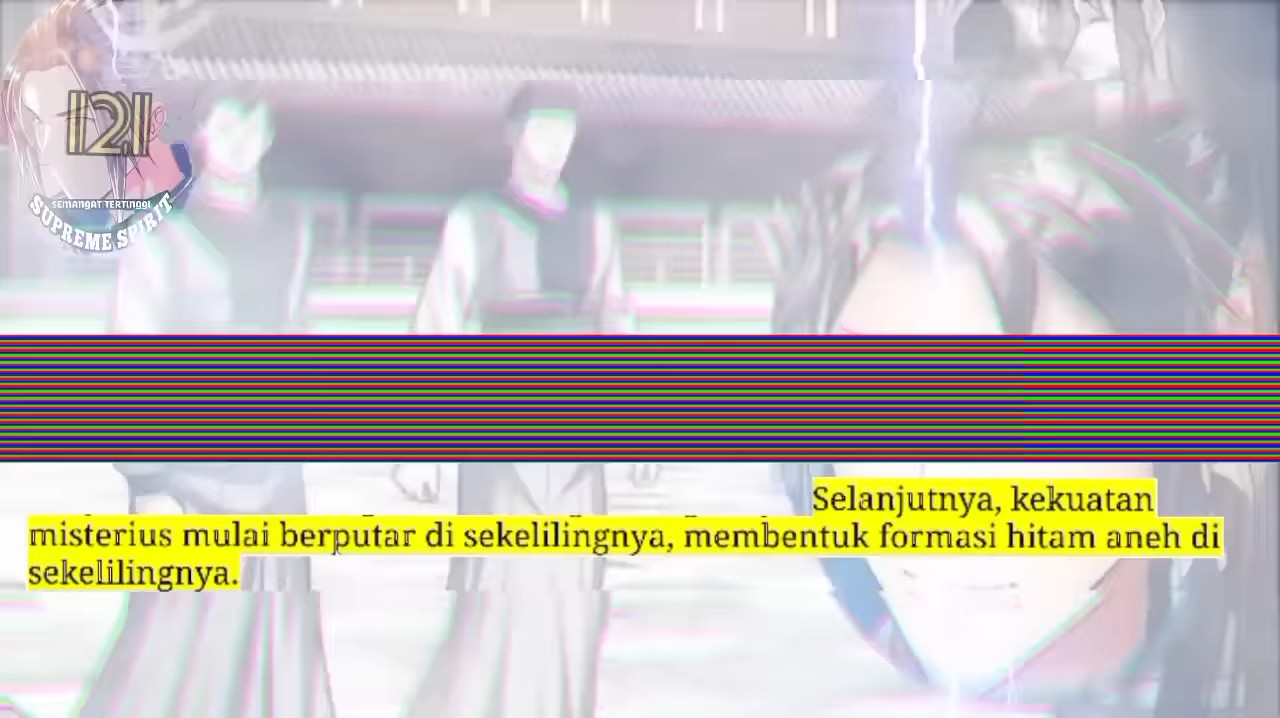 121
SEMANGAT TERTINGGI
SUPREME SPIRIT
Selanjutnya, kekuatan
misterius mulai berputar di sekelilingnya, membentuk formasi hitam aneh di
sekelilingnya.